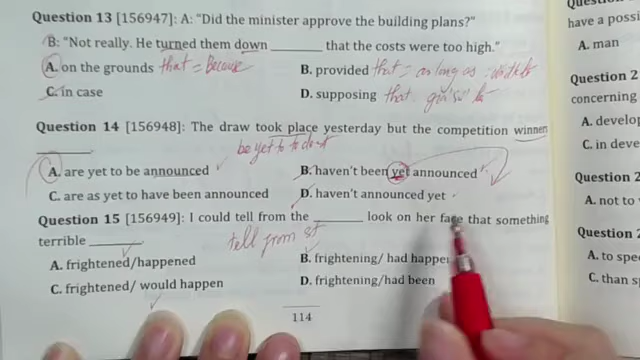 Question 13 [156947]: A: "Did the minister approve the building plans?"
B: "Not really. He turned them down ______ that the costs were too high."
A. on the grounds that = Because
B. provided that = as long as
C. in case
D. supposing that
Question 14 [156948]: The draw took place yesterday but the competition winners
______
be yet to
A. are yet to be announced
B. haven't been yet announced
C. are as yet to have been announced
D. haven't announced yet
Question 15 [156949]: I could tell from the ______ look on her face that something
terrible ______
tell from st
A. frightened/happened
B. frightening/ had happen
C. frightened/ would happen
D. frightening/had been
114
have a possi
A. man
Question 2
concerning
A. develop
C. in deve
Question 2
A. not to
Question 2
A. to spe
C. than s